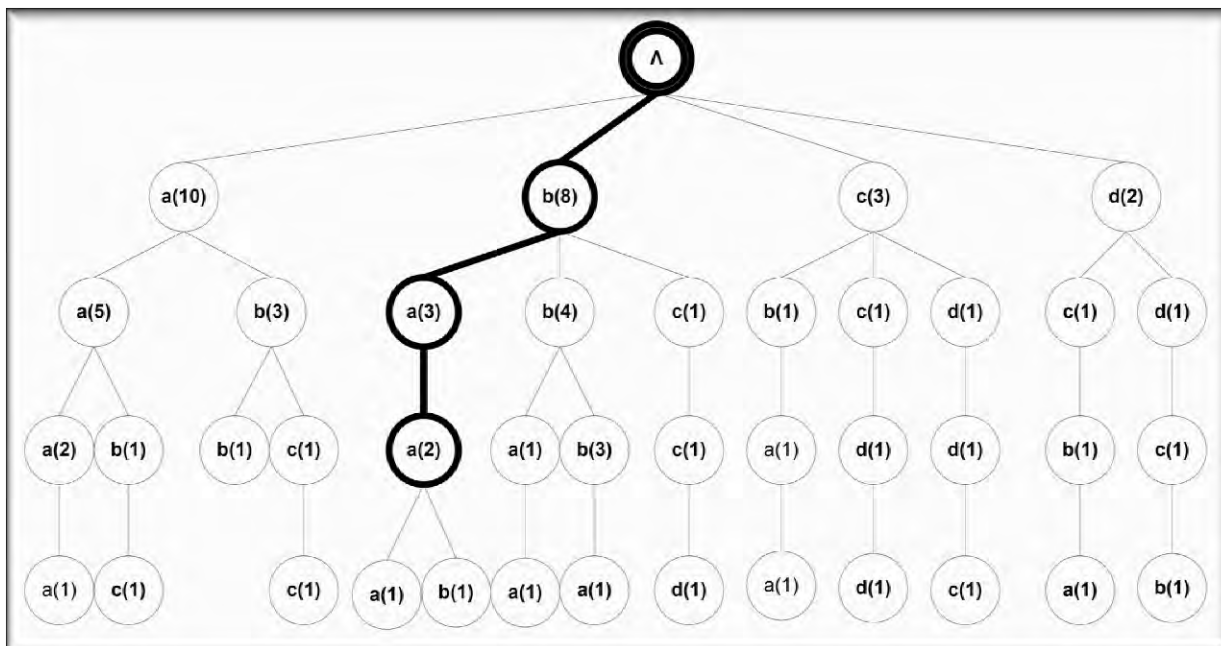 Λ
a(10) b(8) c(3) d(2)
a(5) b(3) a(3) b(4) c(1) b(1) c(1) d(1) c(1) d(1)
a(2) b(1) b(1) c(1) a(2) a(1) b(3) c(1) a(1) d(1) d(1) b(1) c(1)
a(1) c(1) c(1) a(1) b(1) a(1) a(1) d(1) a(1) d(1) c(1) a(1) b(1)